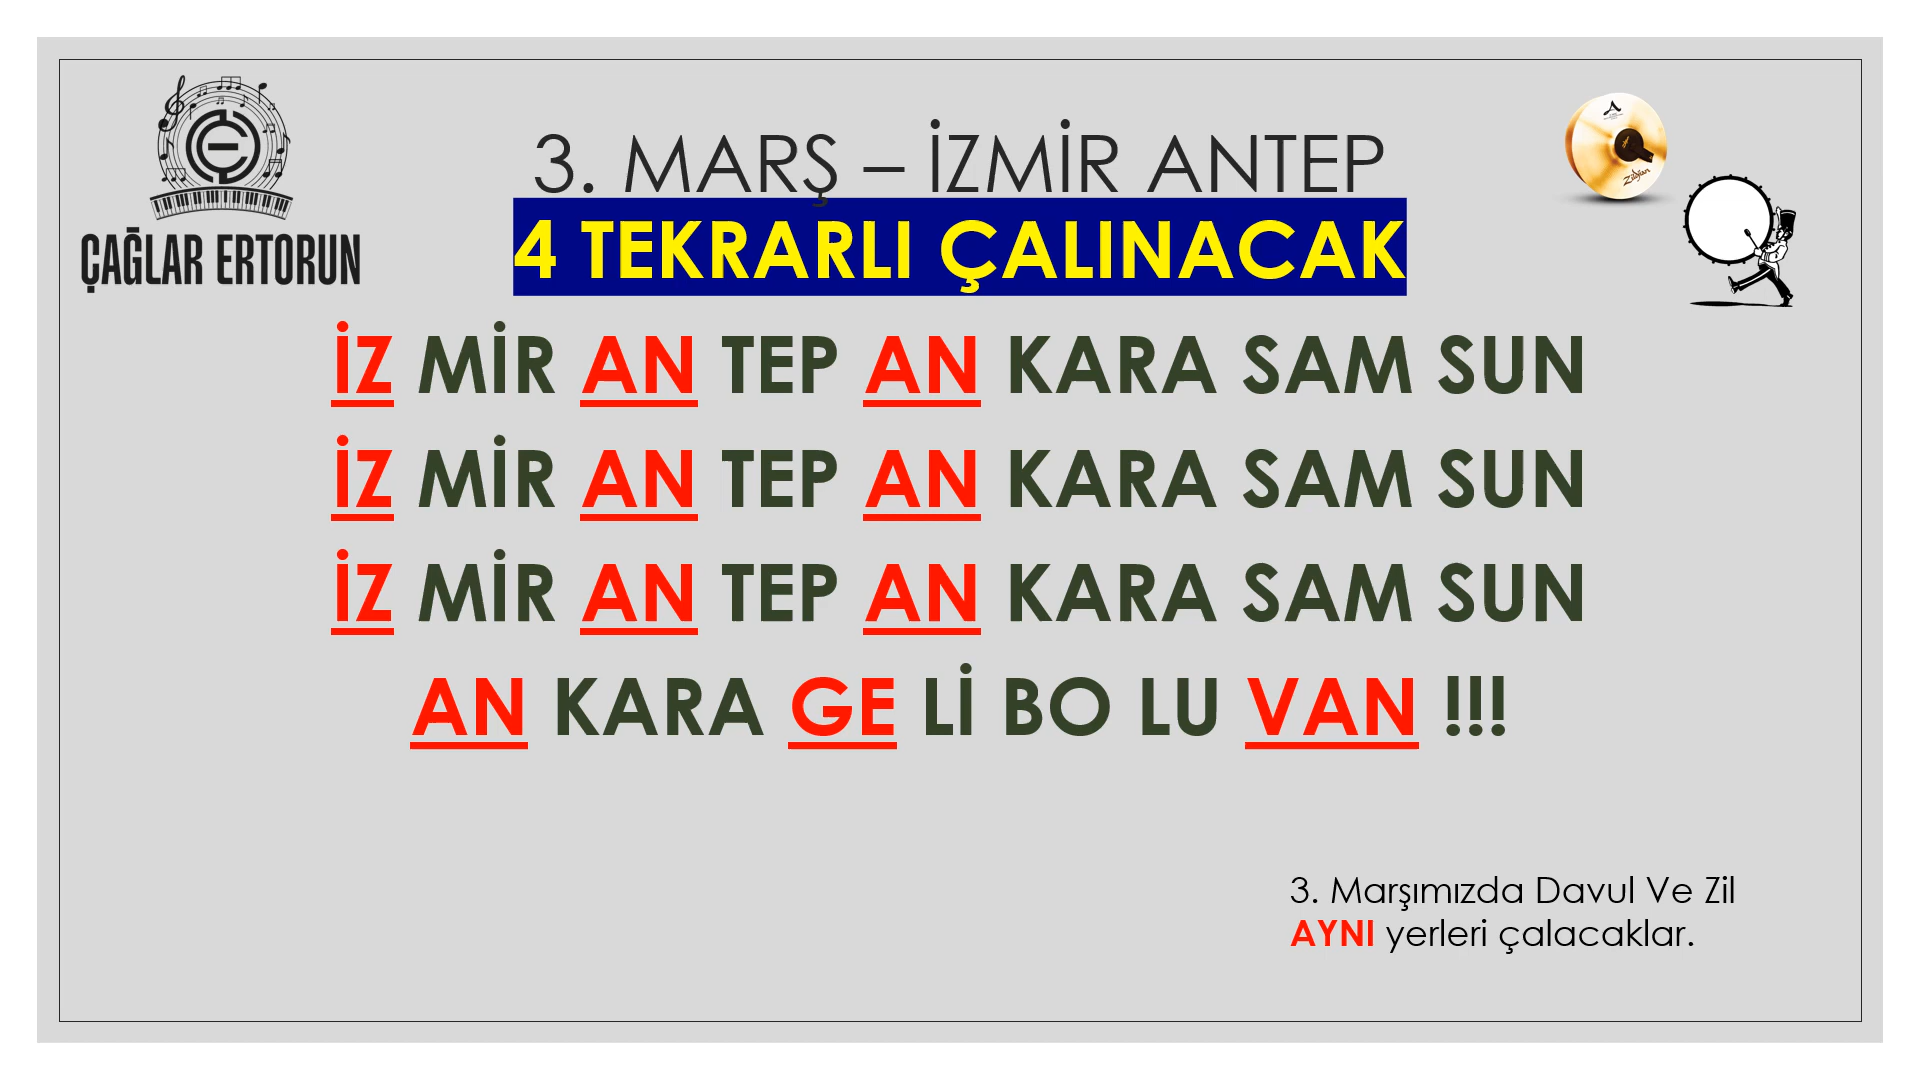 ÇAĞLAR ERTORUN
3. MARŞ – İZMİR ANTEP
4 TEKRARLI ÇALINACAK
Zildjian
İZ MİR AN TEP AN KARA SAM SUN
İZ MİR AN TEP AN KARA SAM SUN
İZ MİR AN TEP AN KARA SAM SUN
AN KARA GE Lİ BO LU VAN !!!
3. Marşımızda Davul Ve Zil
AYNI yerleri çalacaklar.